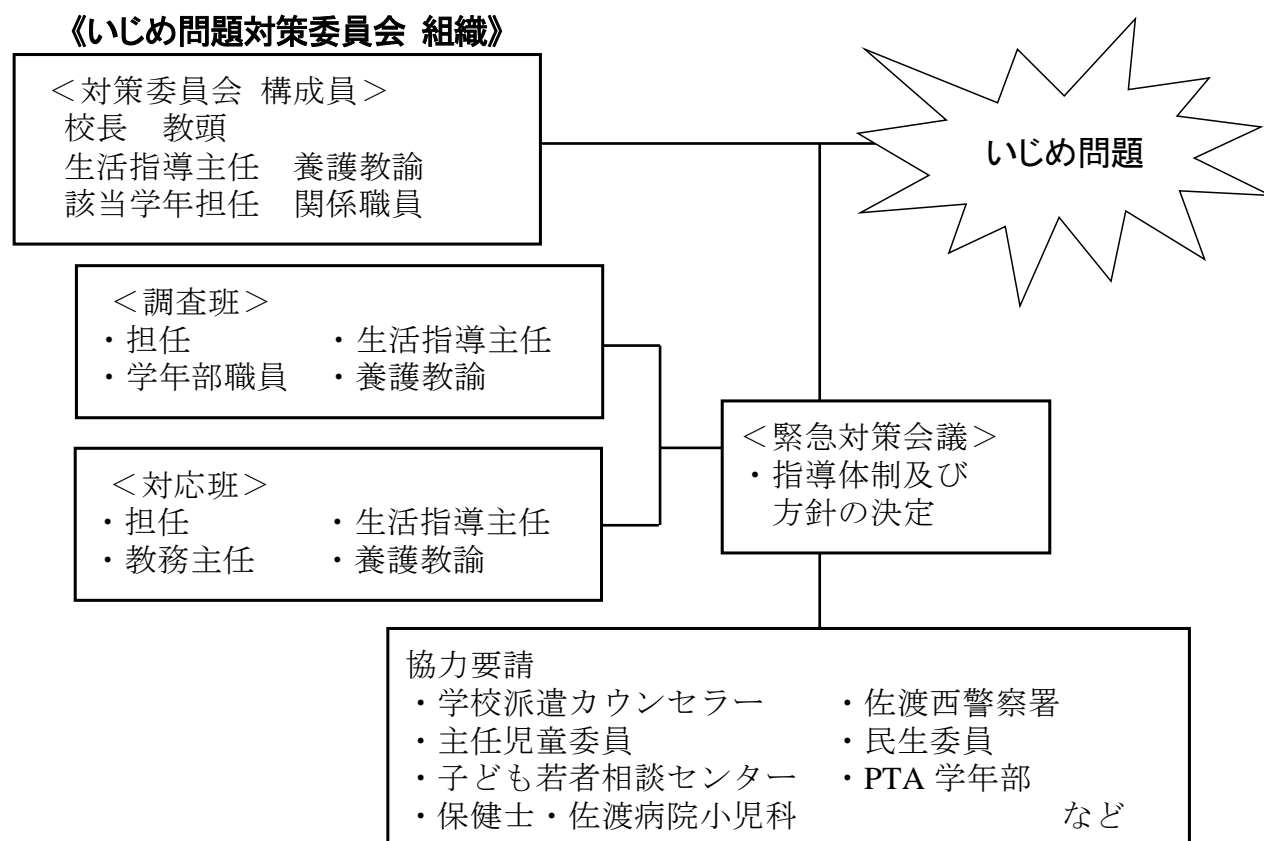 《いじめ問題対策委員会 組織》
＜対策委員会 構成員＞
校長　教頭
生活指導主任　養護教諭
該当学年担任　関係職員
いじめ問題
＜調査班＞
・担任　・生活指導主任
・学年部職員　・養護教諭
＜緊急対策会議＞
・指導体制及び
方針の決定
＜対応班＞
・担任　・生活指導主任
・教務主任　・養護教諭
協力要請
・学校派遣カウンセラー　・佐渡西警察署
・主任児童委員　・民生委員
・子ども若者相談センター　・PTA 学年部
・保健士・佐渡病院小児科　など